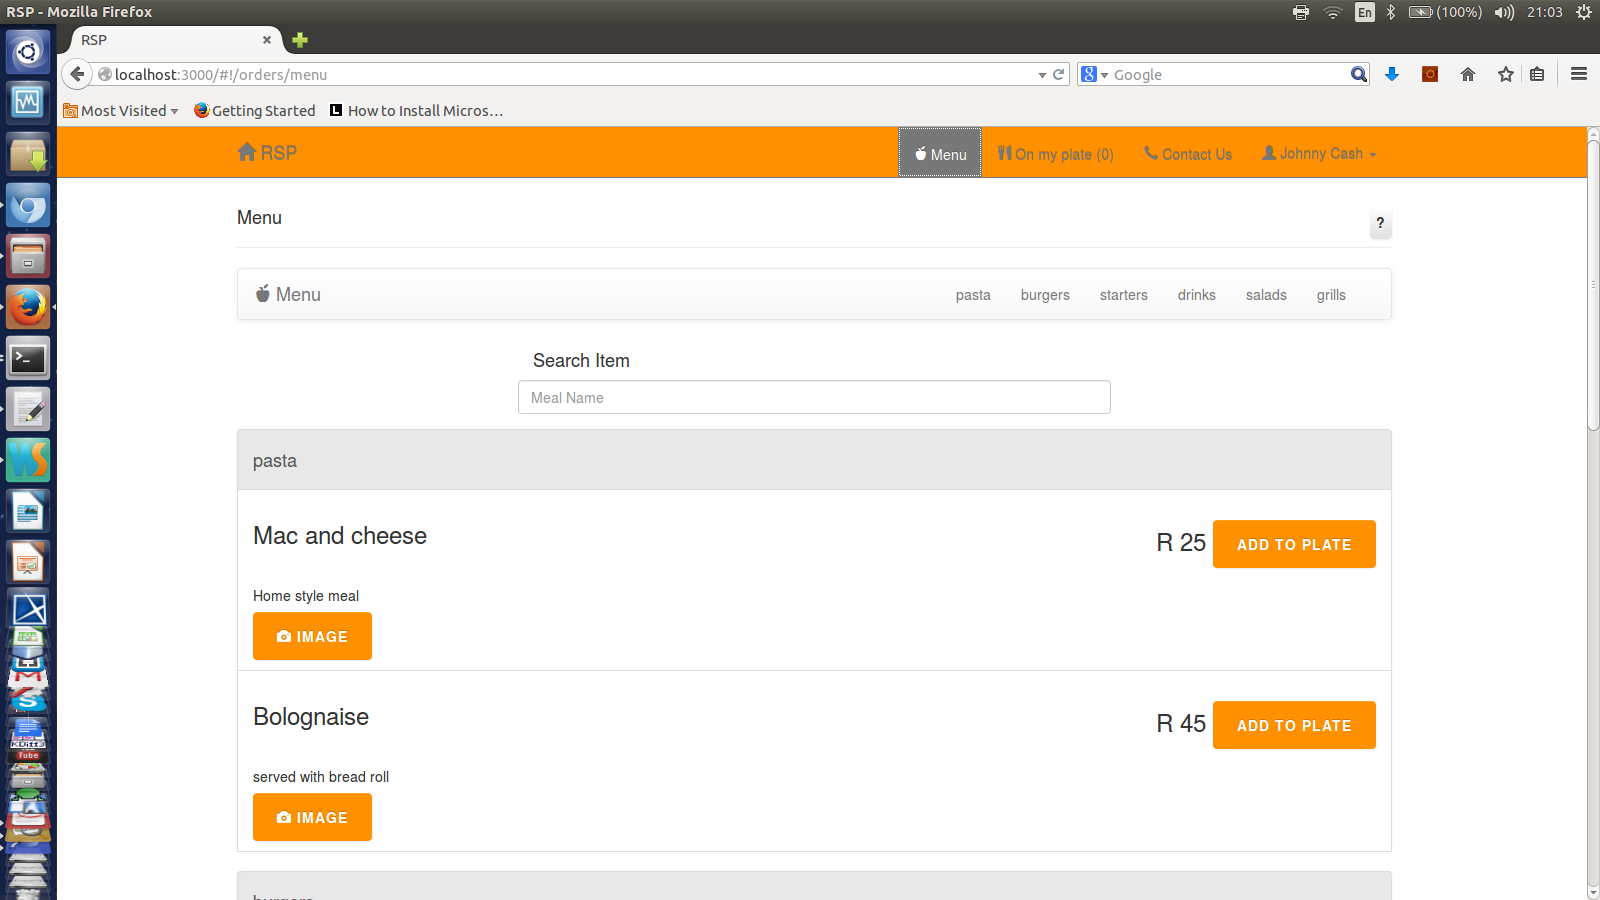 RSP - Mozilla Firefox
En (100%) 21:03
RSP
localhost:3000/#!/orders/menu
Google
Most Visited Getting Started How to Install Micros...
RSP Menu On my plate (0) Contact Us Johnny Cash
Menu ?
Menu pasta burgers starters drinks salads grills
Search Item
Meal Name
pasta
Mac and cheese R 25 ADD TO PLATE
Home style meal
IMAGE
Bolognaise R 45 ADD TO PLATE
served with bread roll
IMAGE
burgers